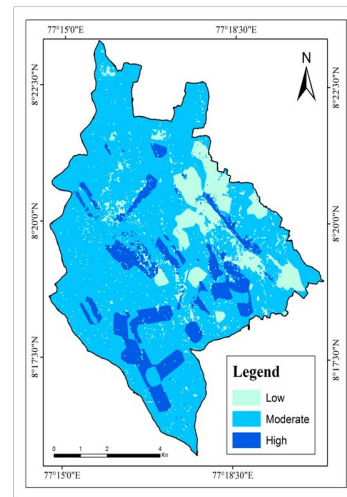 77°15'0"E 77°18'30"E
N
8°22'30"N 8°22'30"N
8°20'0"N 8°20'0"N
8°17'30"N 8°17'30"N
Legend
Low
Moderate
High
0 1 2 4
Km
77°15'0"E 77°18'30"E